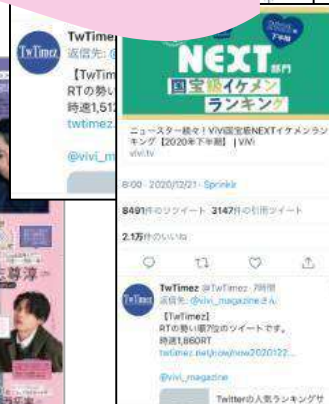 TwTimez
返信先:
【TwTim
RTの勢い
時速1,51
twtimez.
@vivi_m
2020年
下半期
NEXT部門
国宝級イケメン
ランキング
ニュースター続々!ViVi国宝級NEXTイケメンラン
キング【2020年下半期】 | ViVi
vivi.tv
8:00 · 2020/12/21 · Sprinklr
8491件のリツイート 3147件の引用ツイート
2.1万件のいいね
TwTimez @TwTimez · 7時間
返信先: @vivi_magazineさん
【TwTimez】
RTの勢い順7位のツイートです。
時速1,860RT
twtimez.net/now/now2020122...
@vivi_magazine
Twitterの人気ランキングサ
志尊淳